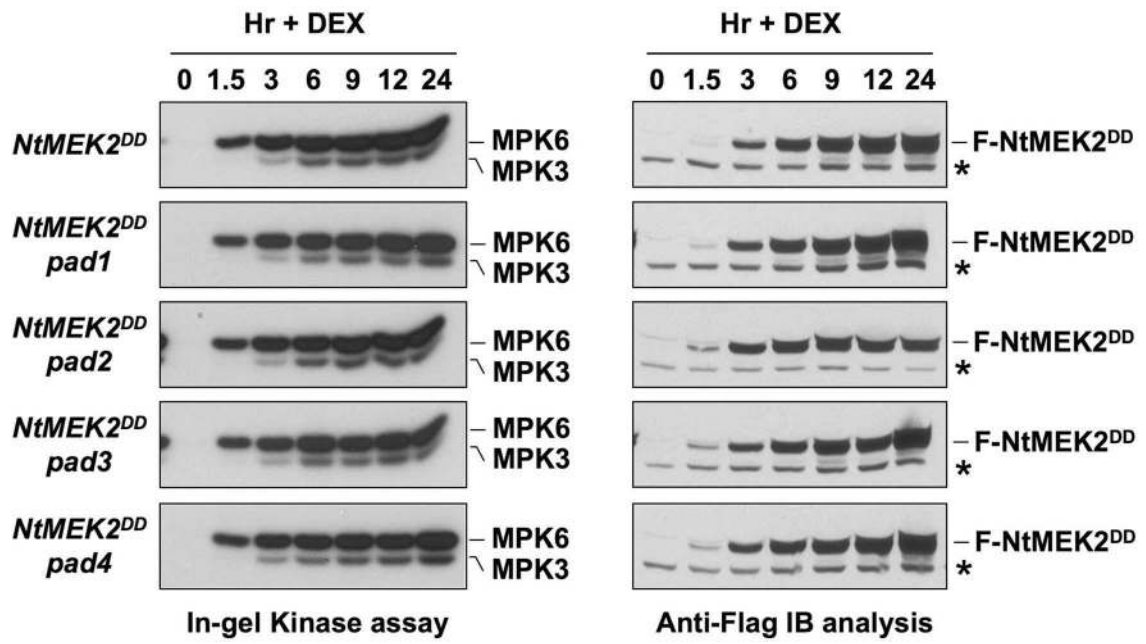 Hr + DEX
0 1.5 3 6 9 12 24
NtMEK2DD
MPK6
MPK3
NtMEK2DD
pad1
MPK6
MPK3
NtMEK2DD
pad2
MPK6
MPK3
NtMEK2DD
pad3
MPK6
MPK3
NtMEK2DD
pad4
MPK6
MPK3
In-gel Kinase assay
Hr + DEX
0 1.5 3 6 9 12 24
F-NtMEK2DD
*
F-NtMEK2DD
*
F-NtMEK2DD
*
F-NtMEK2DD
*
F-NtMEK2DD
*
Anti-Flag IB analysis